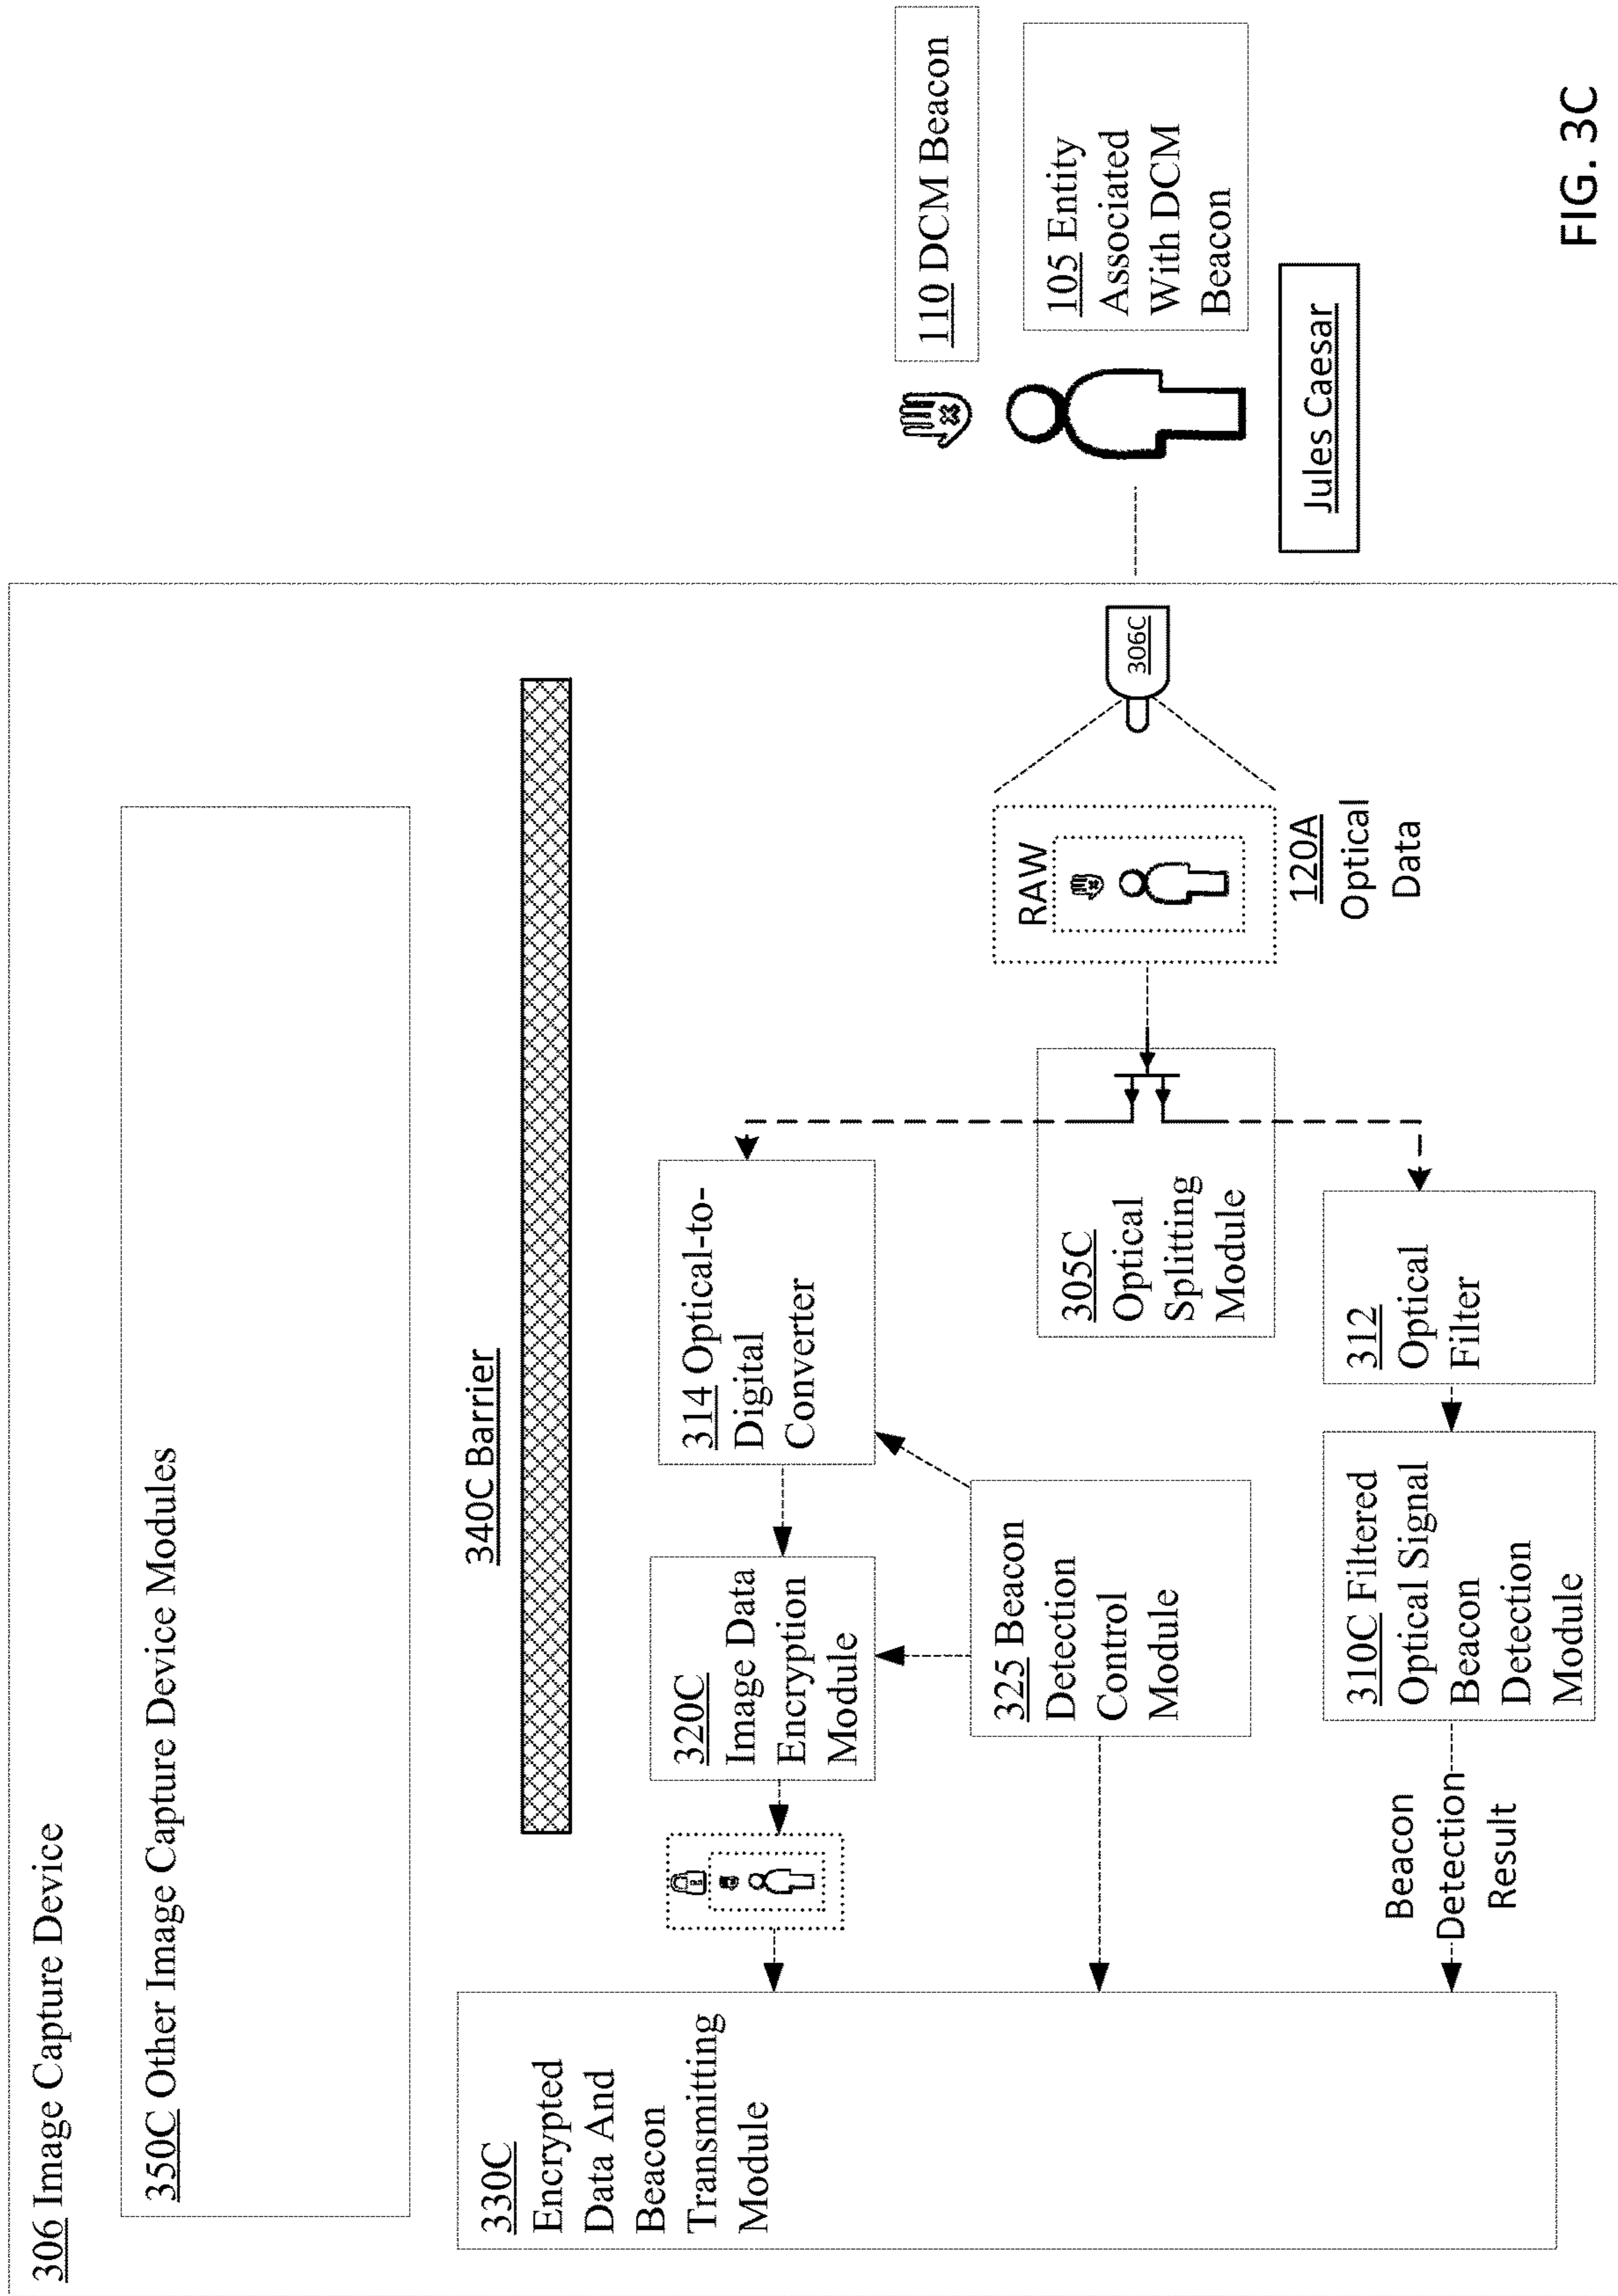 306 Image Capture Device
350C Other Image Capture Device Modules
340C Barrier
330C
Encrypted
Data And
Beacon
Transmitting
Module
320C
Image Data
Encryption
Module
314 Optical-to-
Digital
Converter
325 Beacon
Detection
Control
Module
305C
Optical
Splitting
Module
RAW
120A
Optical
Data
306C
110 DCM Beacon
105 Entity
Associated
With DCM
Beacon
Jules Caesar
Beacon
Detection
Result
310C Filtered
Optical Signal
Beacon
Detection
Module
312
Optical
Filter
FIG. 3C